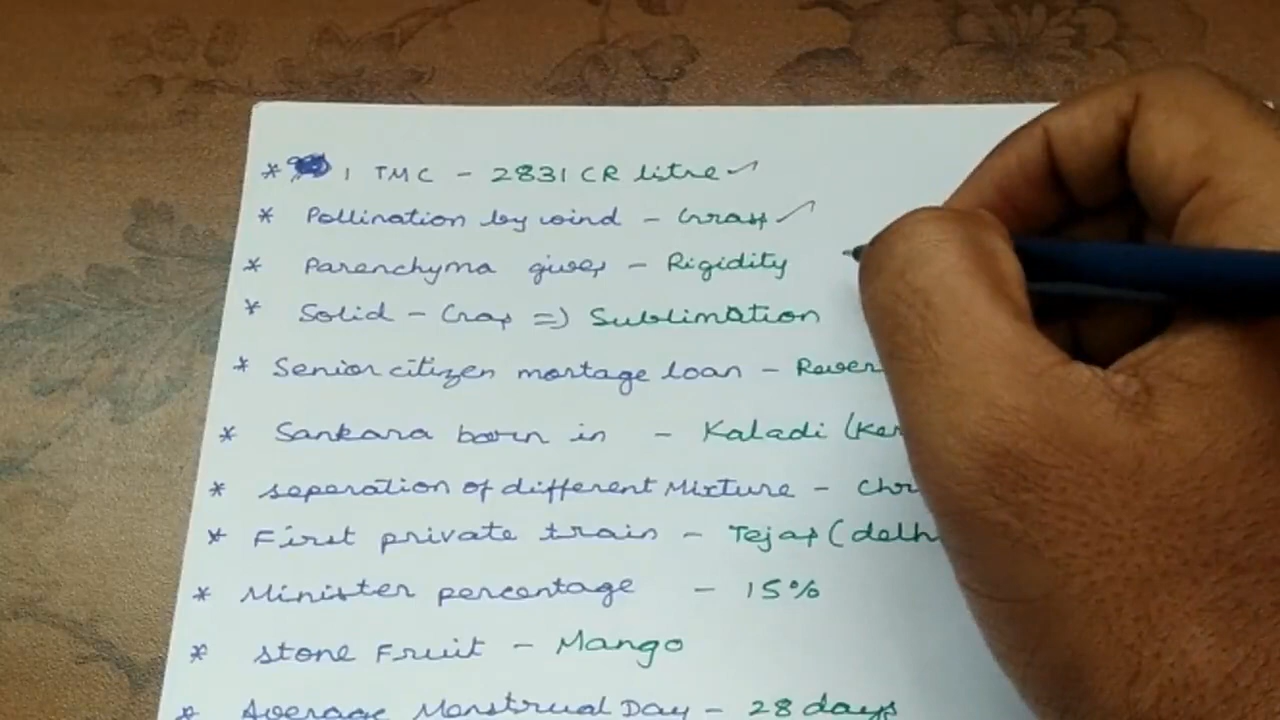 * 1 TMC - 2831 CR litre ✓
* Pollination by wind - Grass ✓
* Parenchyma gives - Rigidity
* Solid - Gas => Sublimation
* Senior citizen mortage loan - Rever
* Sankara born in - Kaladi (Ker
* seperation of different Mixture - Chr
* First private train - Tejas (delh
* Minister percentage - 15%
* stone Fruit - Mango
* Average Menstrual Day - 28 days